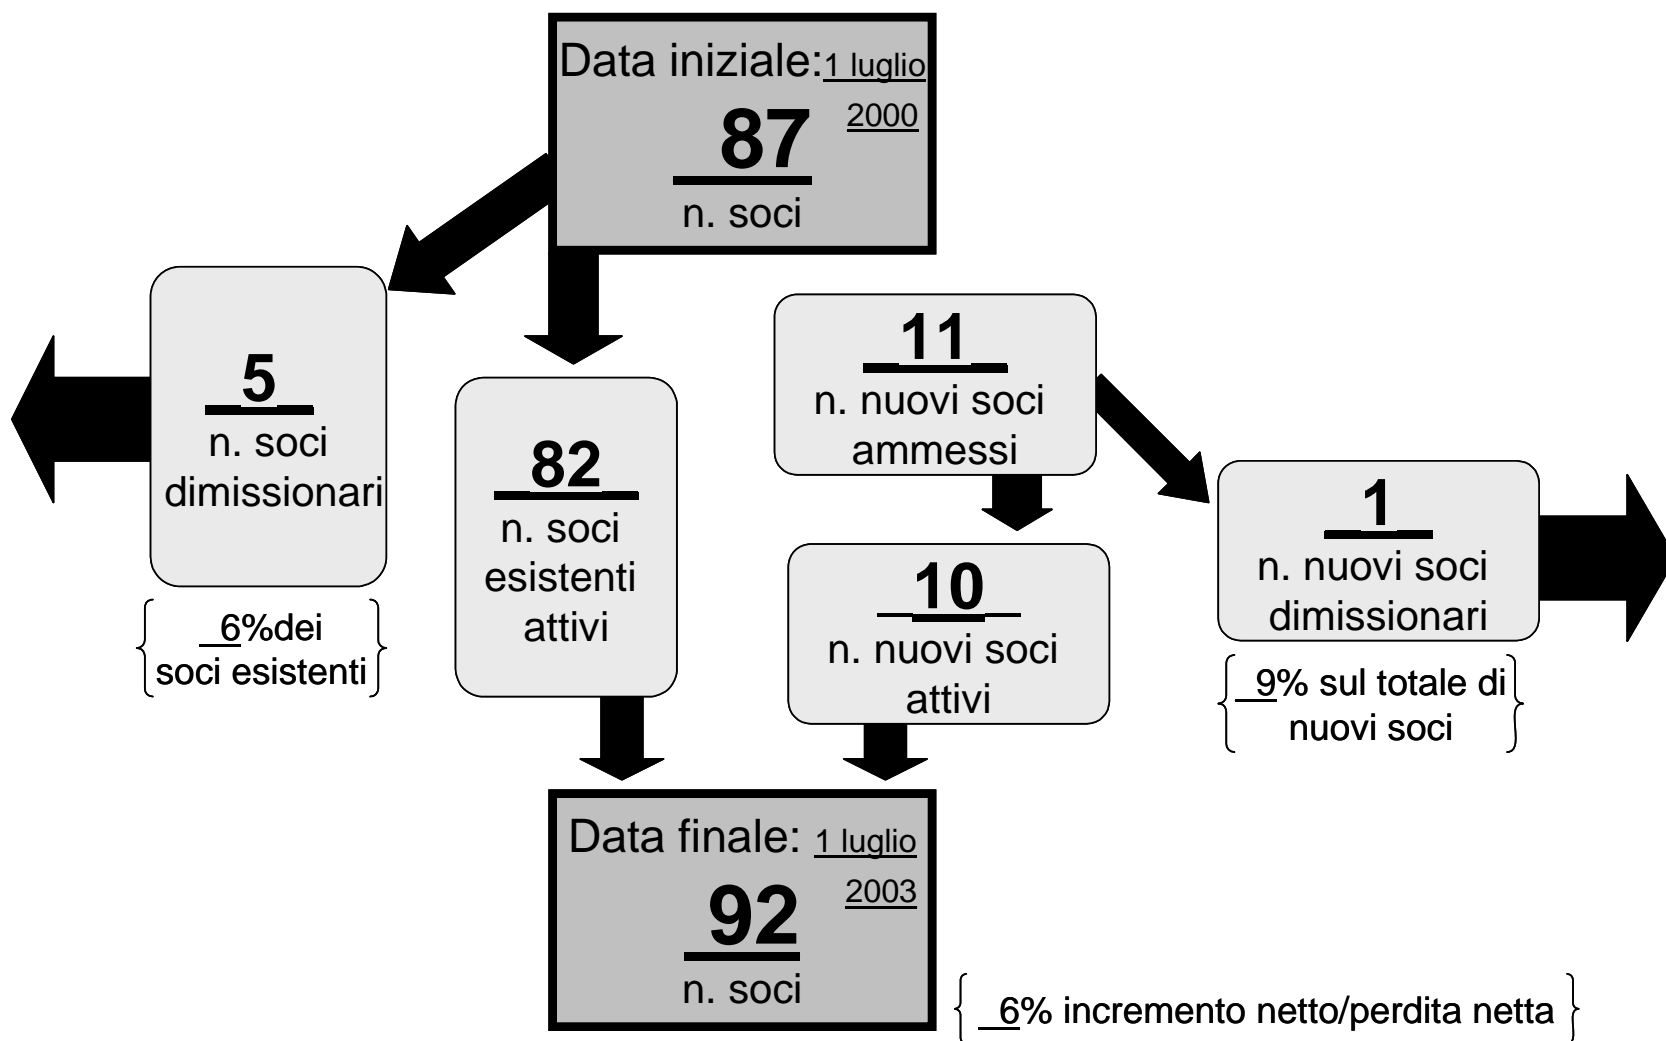 Data iniziale: 1 luglio
2000
87
n. soci
5
n. soci
dimissionari
6%dei
soci esistenti
82
n. soci
esistenti
attivi
11
n. nuovi soci
ammessi
10
n. nuovi soci
attivi
1
n. nuovi soci
dimissionari
9% sul totale di
nuovi soci
Data finale: 1 luglio
2003
92
n. soci
6% incremento netto/perdita netta